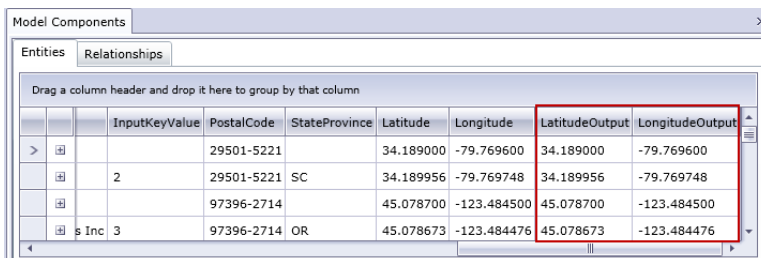 Model Components
Entities Relationships
Drag a column header and drop it here to group by that column
InputKeyValue PostalCode StateProvince Latitude Longitude LatitudeOutput LongitudeOutput
29501-5221 34.189000 -79.769600 34.189000 -79.769600
2 29501-5221 SC 34.189956 -79.769748 34.189956 -79.769748
97396-2714 45.078700 -123.484500 45.078700 -123.484500
s Inc 3 97396-2714 OR 45.078673 -123.484476 45.078673 -123.484476